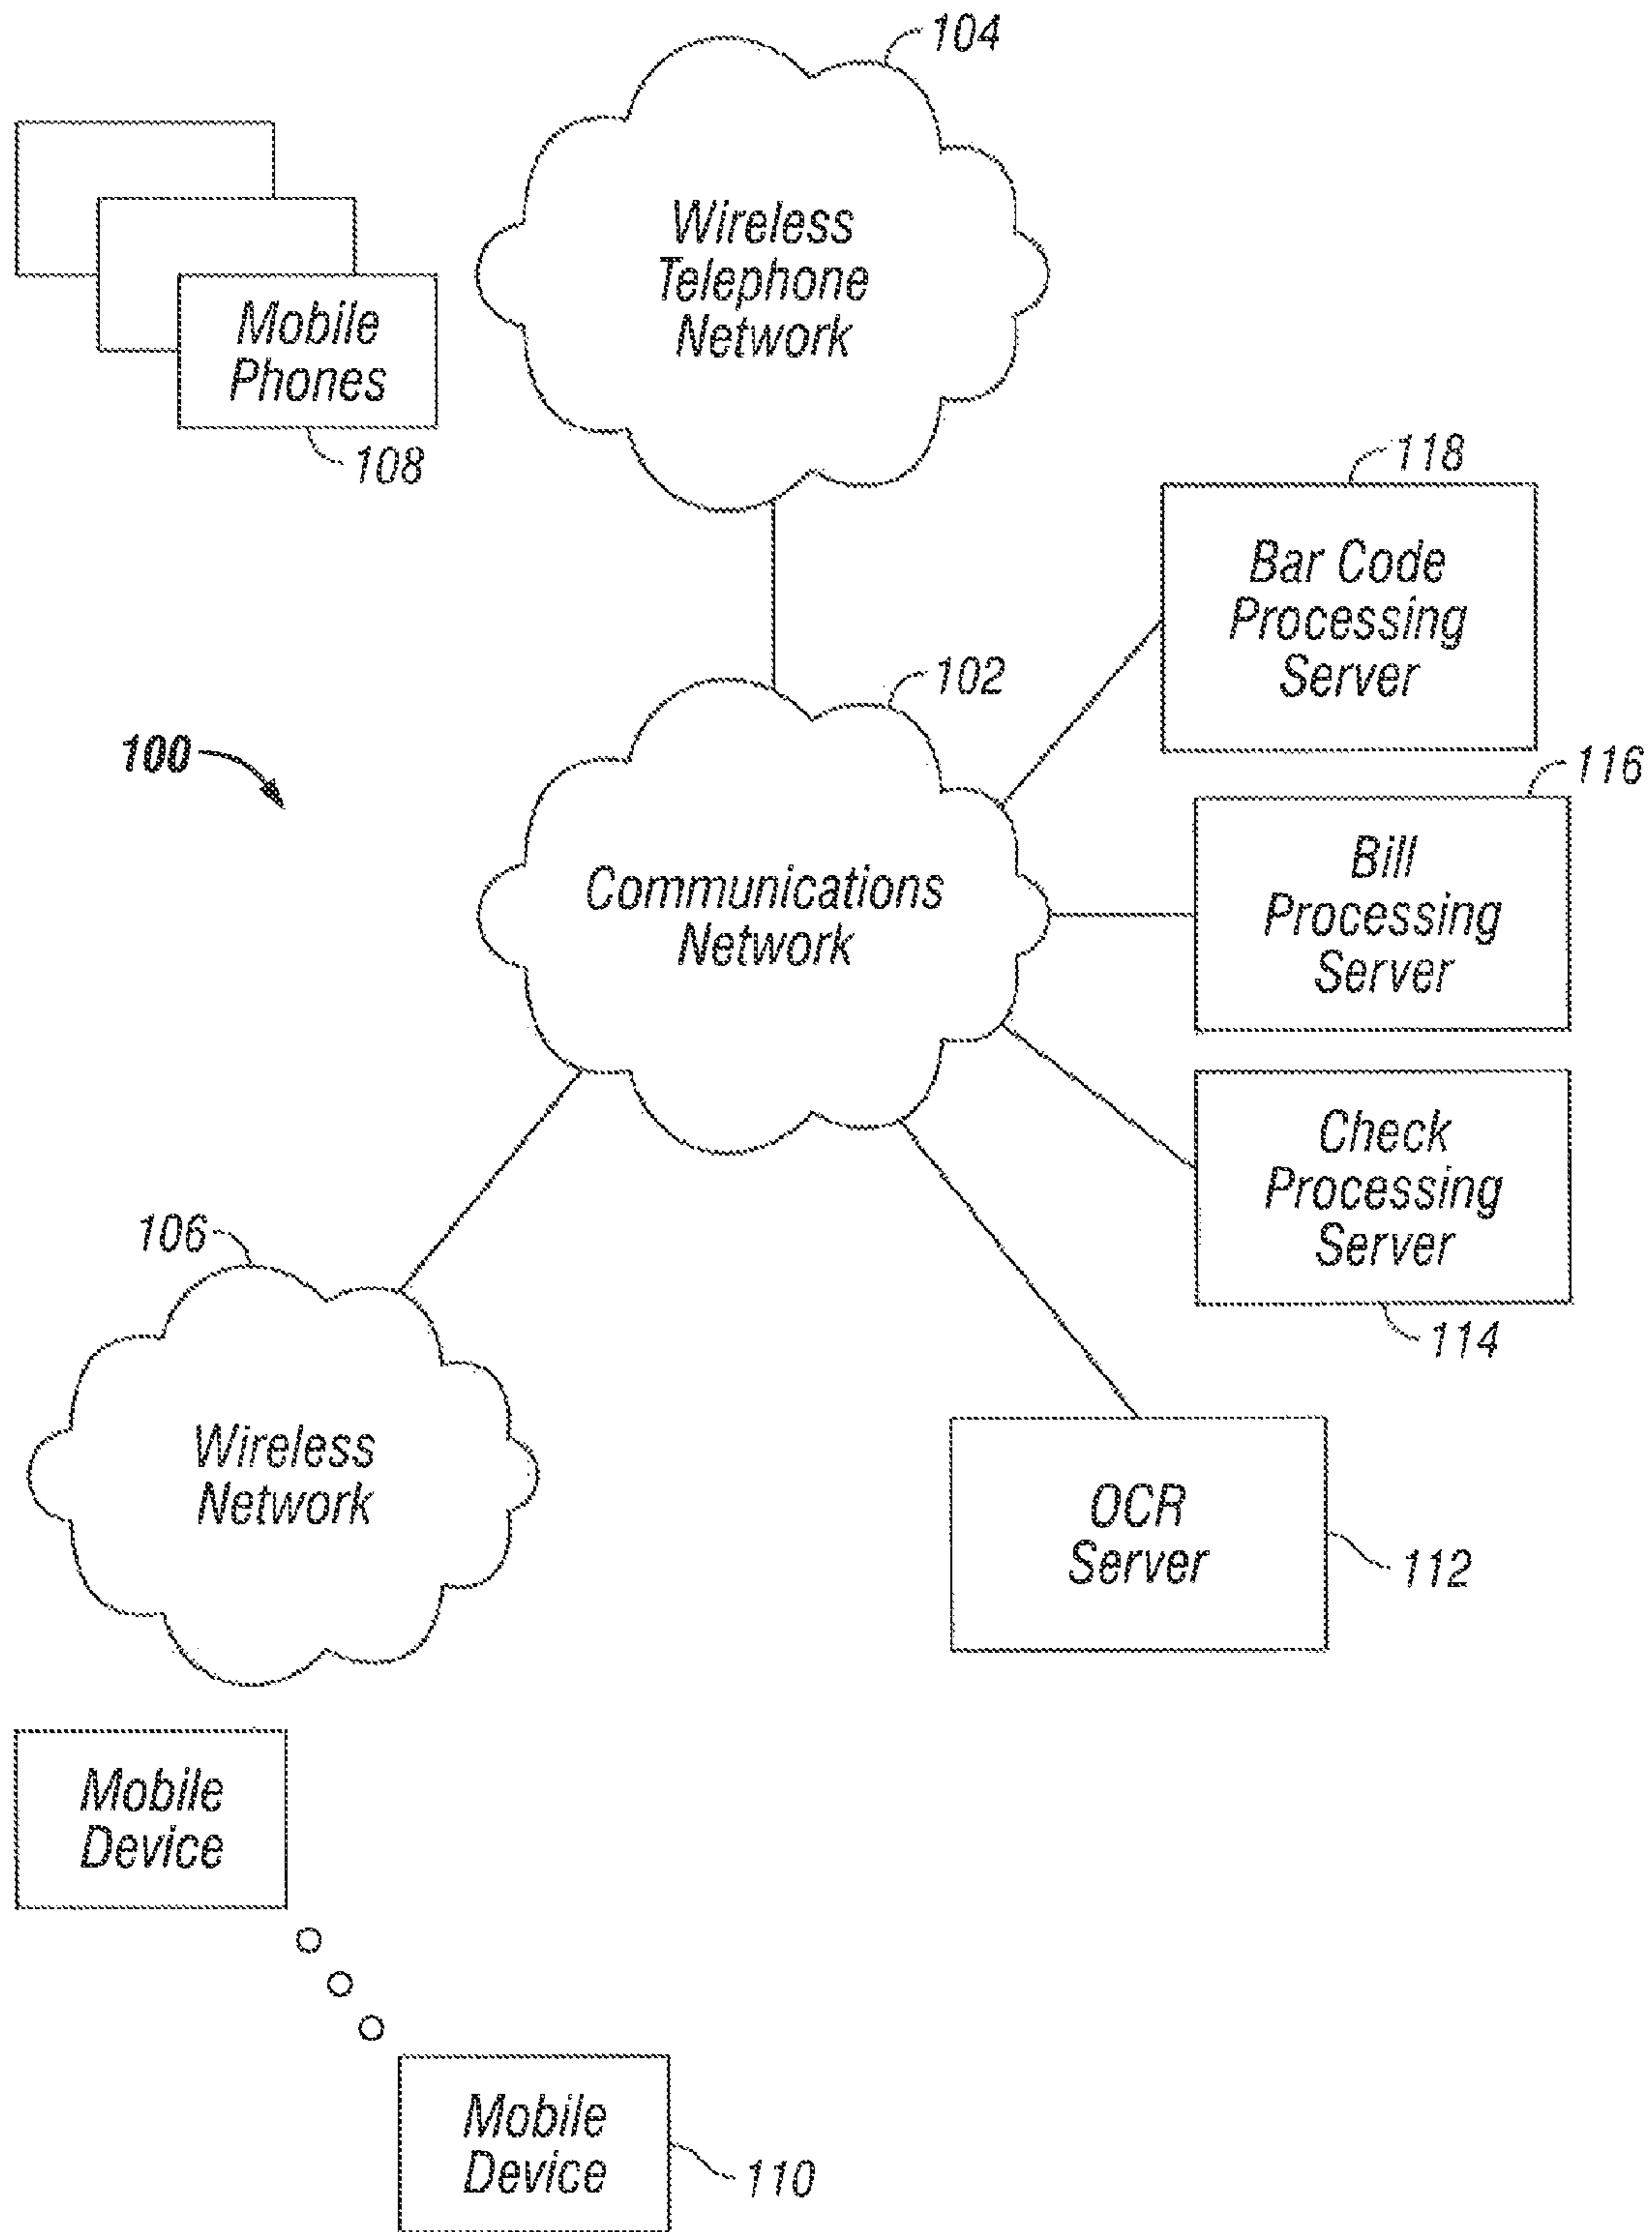 104
Wireless
Telephone
Network
Mobile
Phones
108
118
Bar Code
Processing
Server
102
100
116
Bill
Processing
Server
Communications
Network
Check
Processing
Server
114
106
Wireless
Network
OCR
Server
112
Mobile
Device
Mobile
Device
110